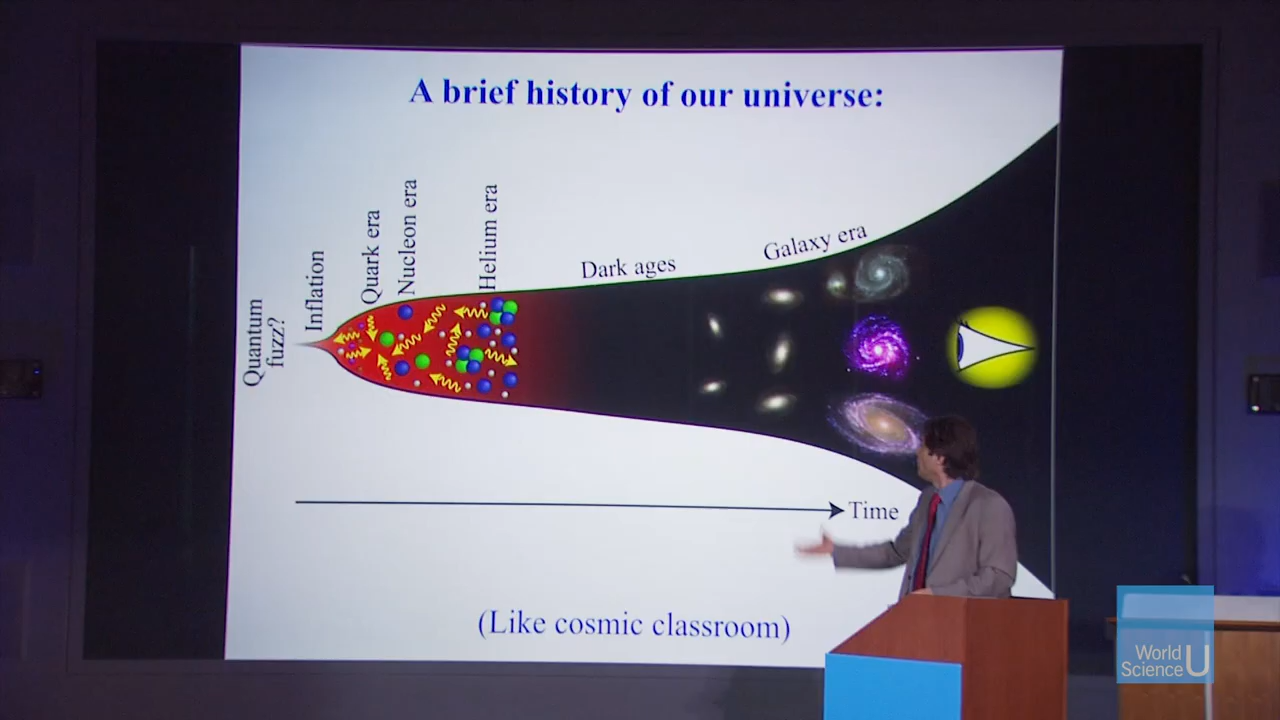 A brief history of our universe:
Quantum
fuzz?
Inflation
Quark era
Nucleon era
Helium era
Dark ages
Galaxy era
Time
(Like cosmic classroom)
World
Science U